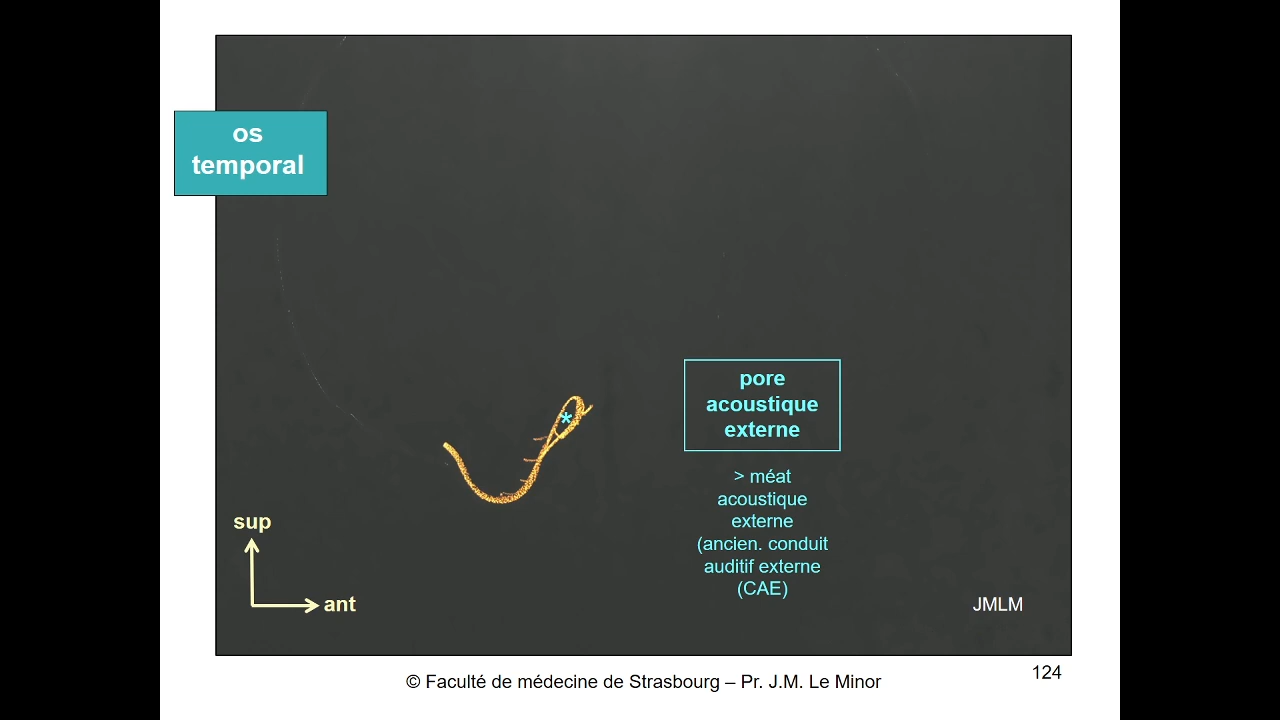 os
temporal
*
pore
acoustique
externe
> méat
acoustique
externe
(ancien. conduit
auditif externe
(CAE)
sup
ant
JMLM
124
© Faculté de médecine de Strasbourg – Pr. J.M. Le Minor